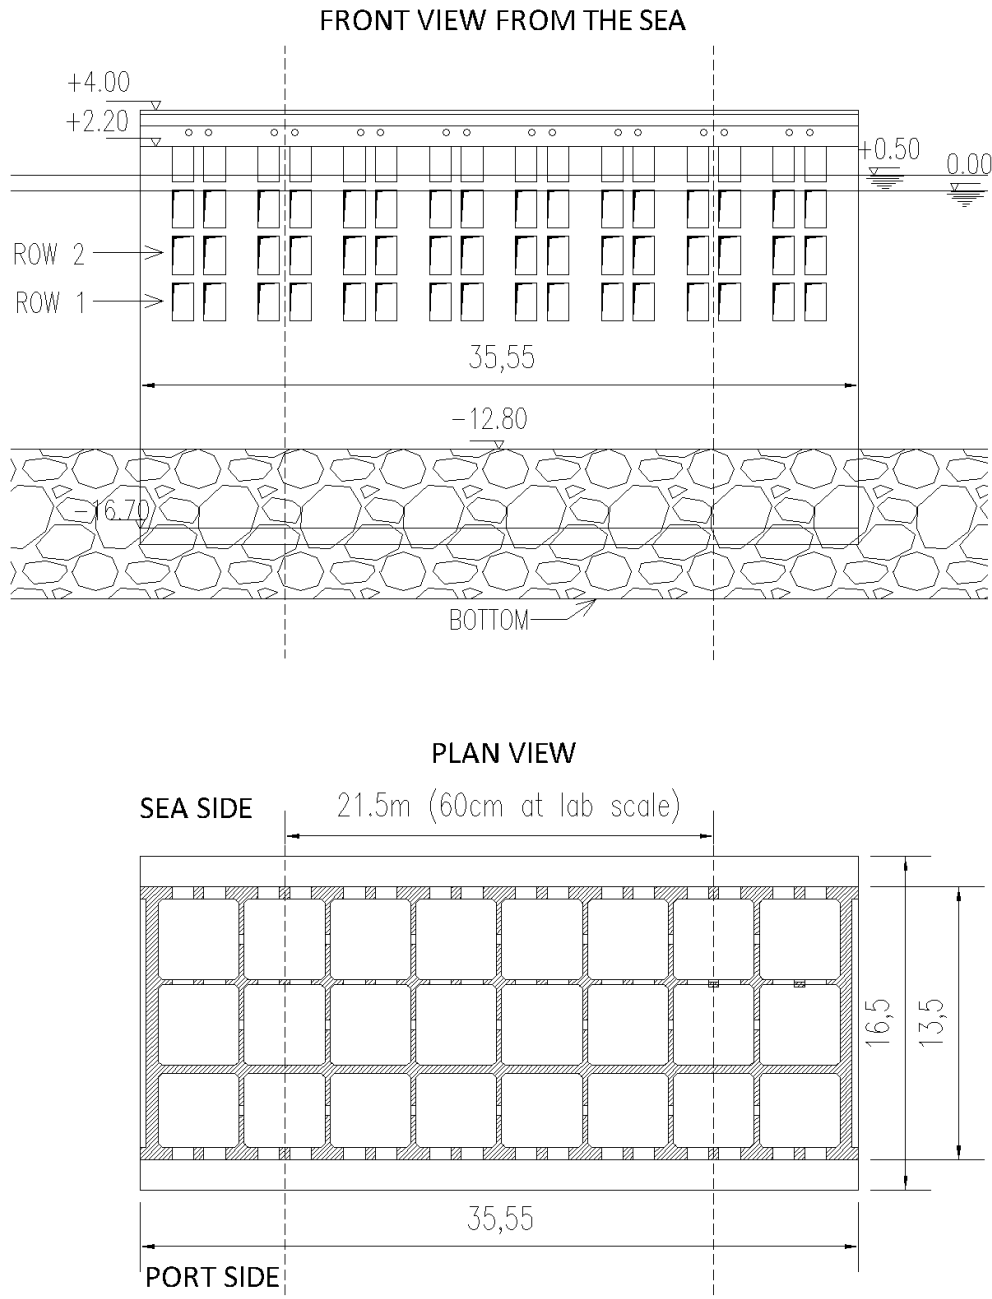 FRONT VIEW FROM THE SEA
+4.00
+2.20
+0.50
0.00
ROW 2
ROW 1
35,55
-12.80
-16.70
BOTTOM
PLAN VIEW
SEA SIDE
21.5m (60cm at lab scale)
16,5
13,5
35,55
PORT SIDE